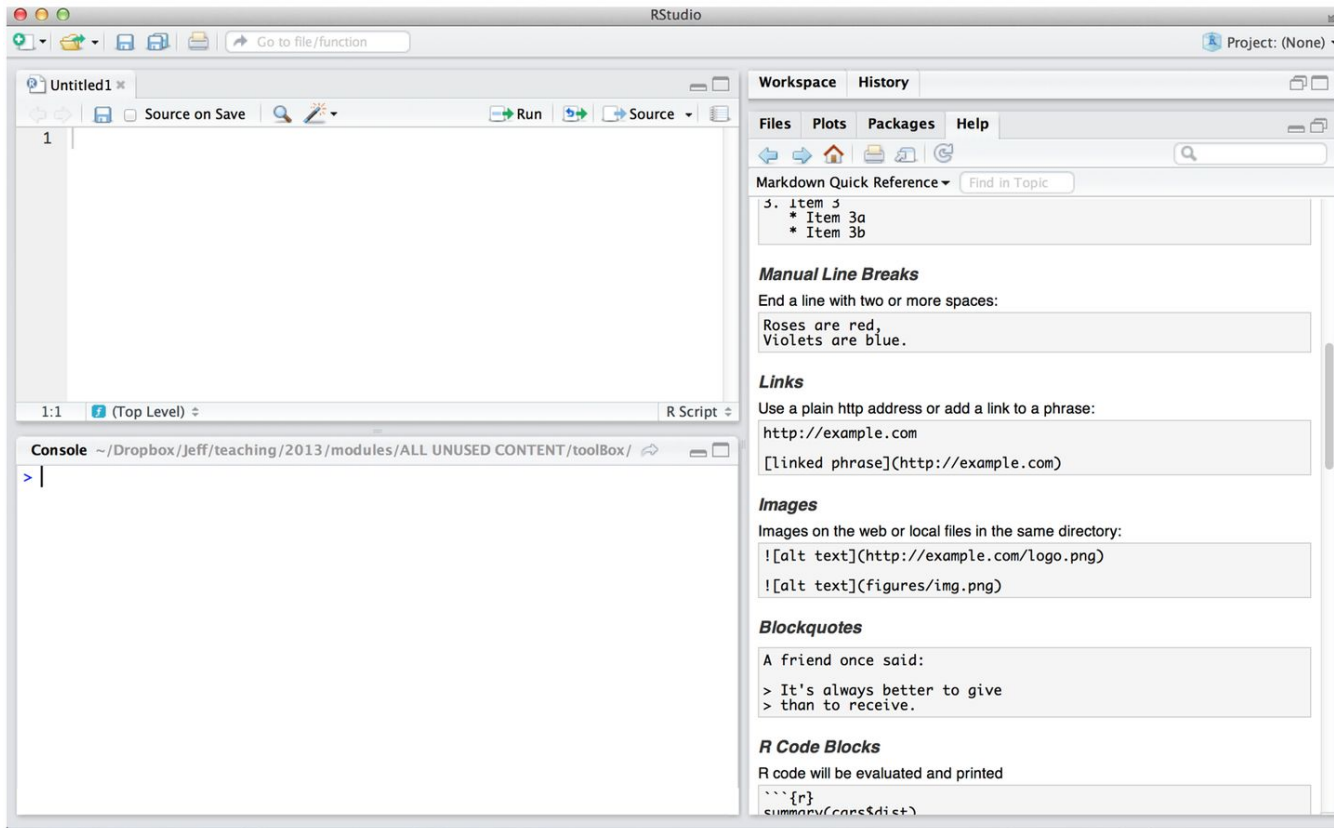 RStudio
Go to file/function
Project: (None)
Untitled1
Source on Save
Run
Source
1
1:1
(Top Level)
R Script
Console ~/Dropbox/Jeff/teaching/2013/modules/ALL UNUSED CONTENT/toolBox/
>
Workspace History
Files Plots Packages Help
Markdown Quick Reference
Find in Topic
3. Item 3
* Item 3a
* Item 3b
Manual Line Breaks
End a line with two or more spaces:
Roses are red,
Violets are blue.
Links
Use a plain http address or add a link to a phrase:
http://example.com
[linked phrase](http://example.com)
Images
Images on the web or local files in the same directory:
![alt text](http://example.com/logo.png)
![alt text](figures/img.png)
Blockquotes
A friend once said:
> It's always better to give
> than to receive.
R Code Blocks
R code will be evaluated and printed
```{r}
summary(cars$dist)